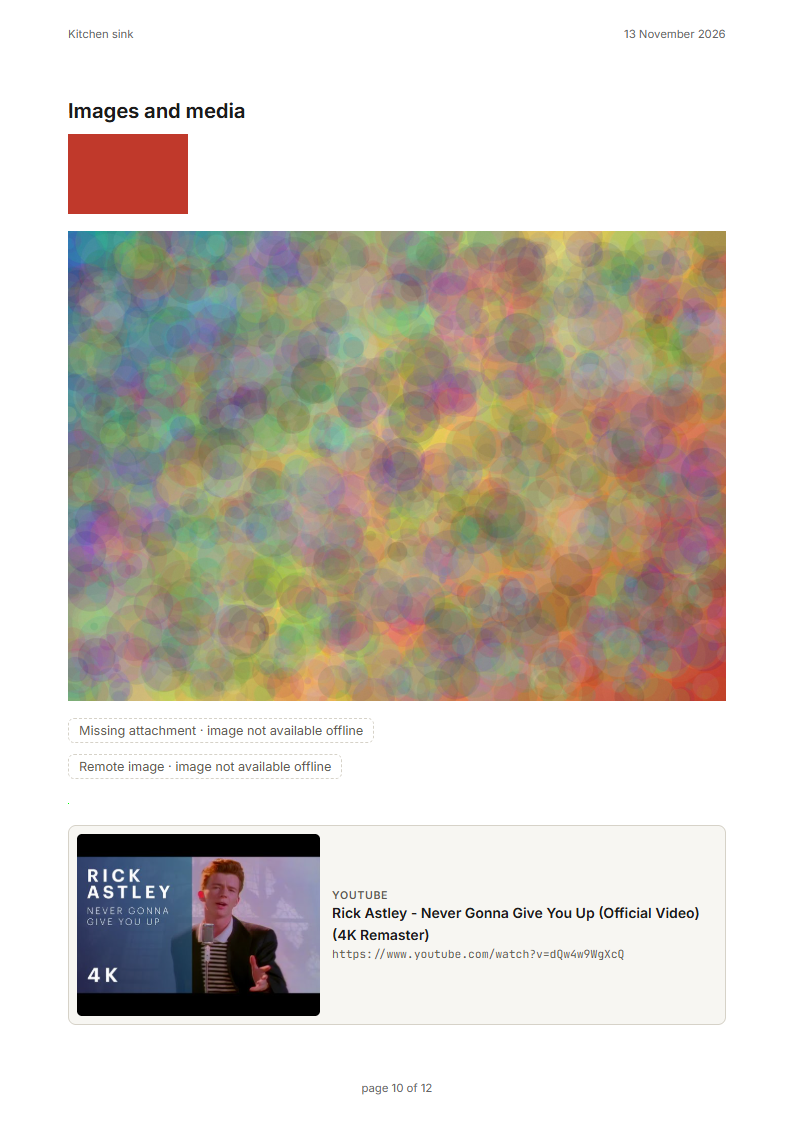 Kitchen sink
13 November 2026
Images and media
Missing attachment · image not available offline
Remote image · image not available offline
RICK
ASTLEY
NEVER GONNA
GIVE YOU UP
4K
YOUTUBE
Rick Astley - Never Gonna Give You Up (Official Video)
(4K Remaster)
https://www.youtube.com/watch?v=dQw4w9WgXcQ
page 10 of 12